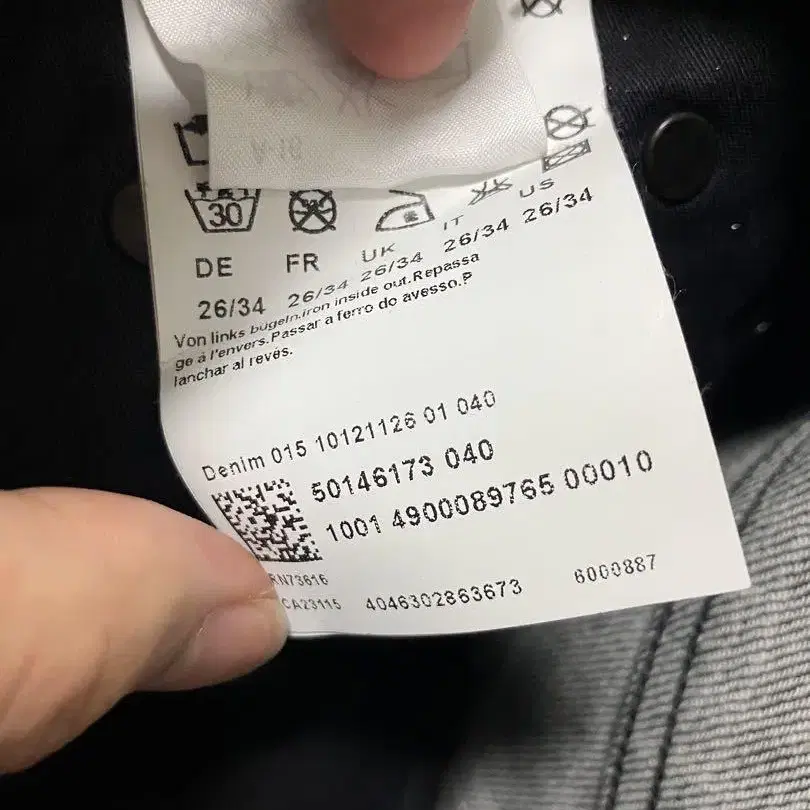 30
DE FR UK IT US
26/34 26/34 26/34 26/34 26/34
Von links bügeln.iron inside out.Repassa
ge à l'envers.Passar a ferro do avesso.P
lanchar al revés.
Denim 015 10121126 01 040
50146173 040
1001 4900089765 00010
RN73616
CA23115 4046302863673 6000887